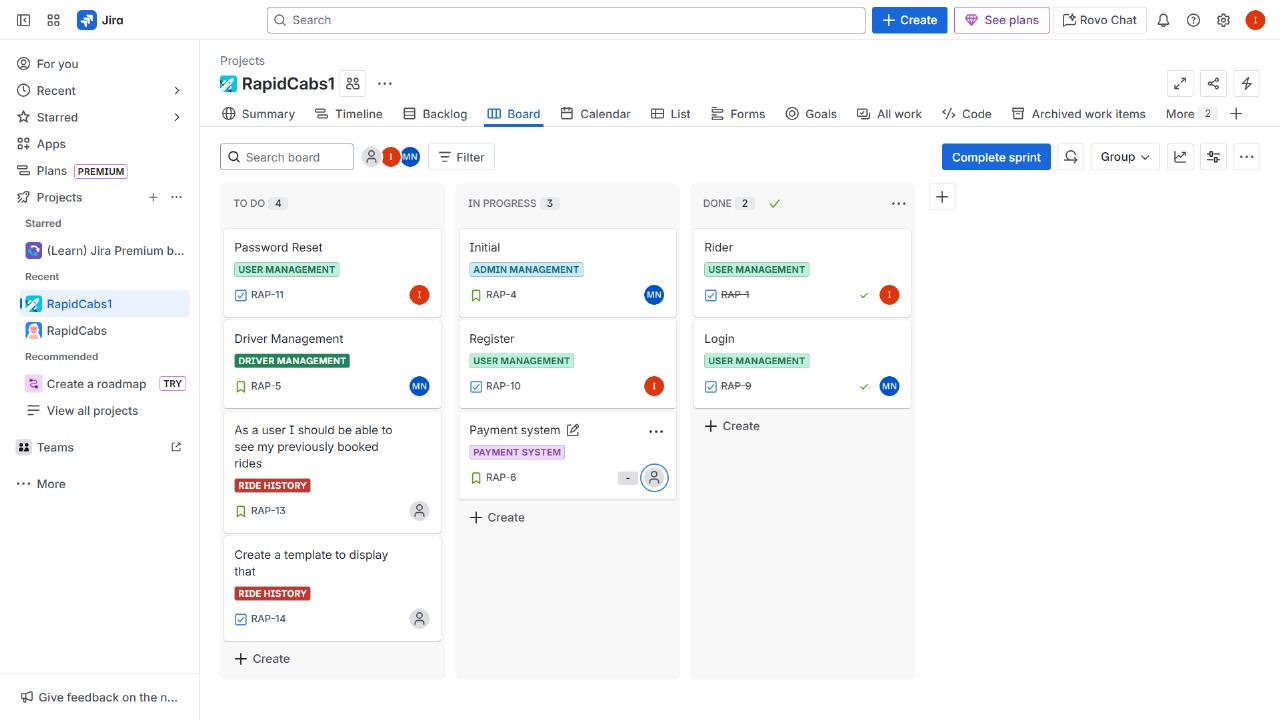 Jira
Search
Create
See plans
Rovo Chat
I
For you
Recent
Starred
Apps
Plans PREMIUM
Projects
Starred
(Learn) Jira Premium b...
Recent
RapidCabs1
RapidCabs
Recommended
Create a roadmap TRY
View all projects
Teams
More
Give feedback on the n...
Projects
RapidCabs1
Summary Timeline Backlog Board Calendar List Forms Goals All work Code Archived work items More 2
Search board
I MN
Filter
Complete sprint
Group
TO DO 4
Password Reset
USER MANAGEMENT
RAP-11 I
Driver Management
DRIVER MANAGEMENT
RAP-5 MN
As a user I should be able to
see my previously booked
rides
RIDE HISTORY
RAP-13
Create a template to display
that
RIDE HISTORY
RAP-14
Create
IN PROGRESS 3
Initial
ADMIN MANAGEMENT
RAP-4 MN
Register
USER MANAGEMENT
RAP-10 I
Payment system
PAYMENT SYSTEM
RAP-6 -
Create
DONE 2
Rider
USER MANAGEMENT
RAP-1 I
Login
USER MANAGEMENT
RAP-9 MN
Create